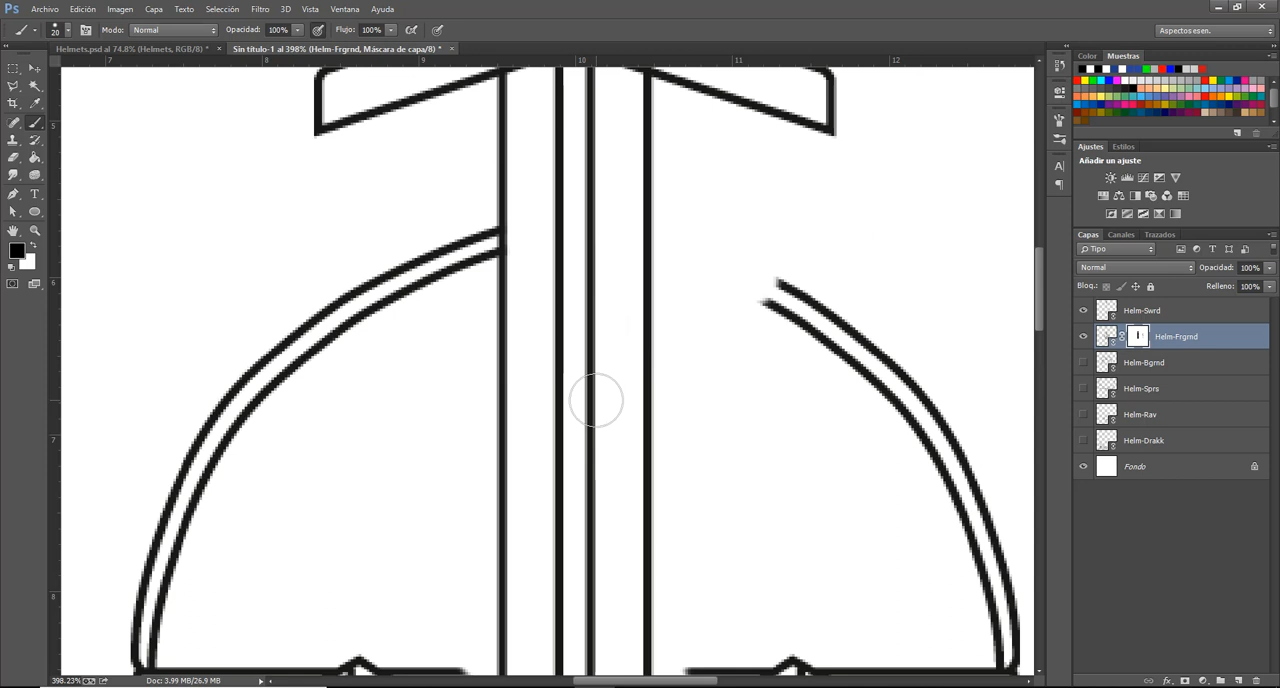 Ps Archivo Edición Imagen Capa Texto Selección Filtro 3D Vista Ventana Ayuda
20 Modo: Normal Opacidad: 100% Flujo: 100% Aspectos esen.
Helmets.psd al 74.8% (Helmets, RGB/8) * × Sin título-1 al 398% (Helm-Frgrnd, Máscara de capa/8) * ×
7 8 9 10 11 12
5
6
7
8
Color Muestras
Ajustes Estilos
Añadir un ajuste
Capas Canales Trazados
Tipo
Normal Opacidad: 100%
Bloq.: Relleno: 100%
Helm-Swrd
Helm-Frgrnd
Helm-Bgrnd
Helm-Sprs
Helm-Rav
Helm-Drakk
Fondo
398.23% Doc: 3.99 MB/26.9 MB